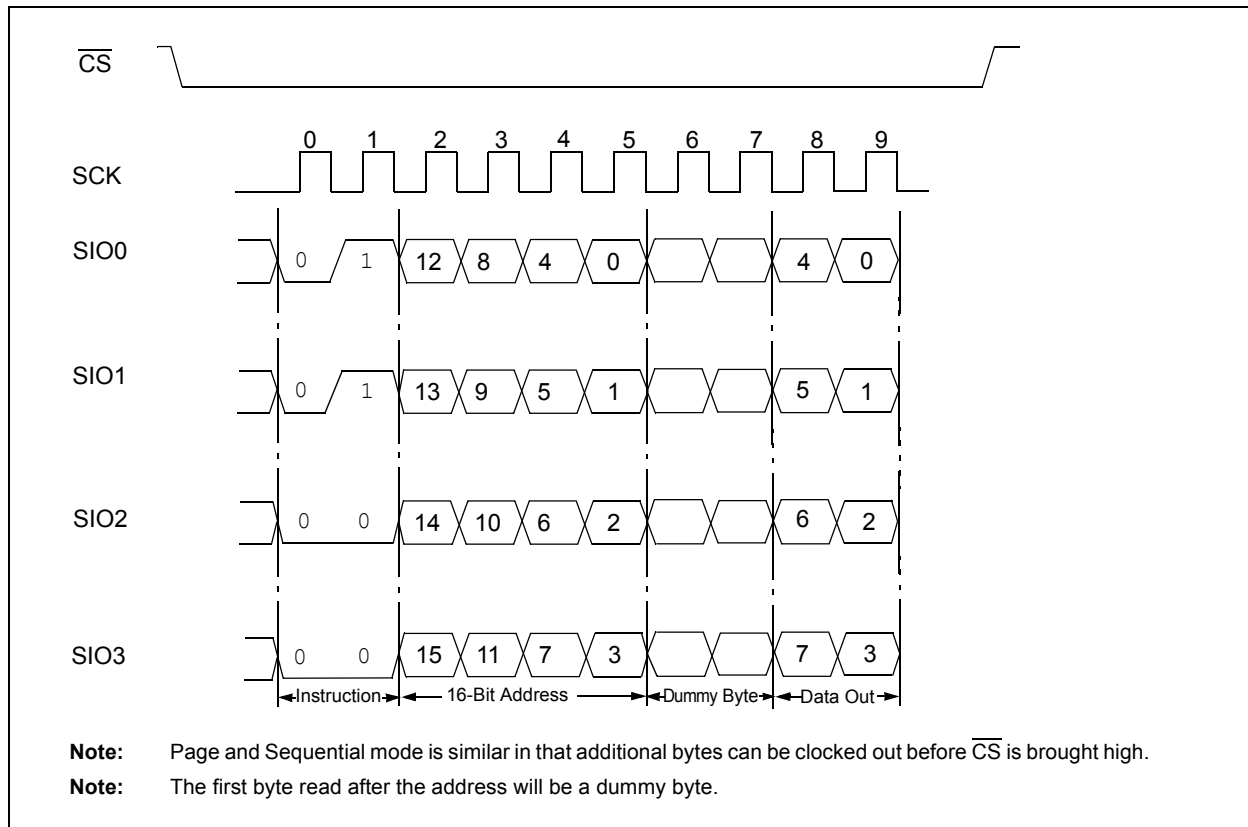 CS
0 1 2 3 4 5 6 7 8 9
SCK
SIO0 0 1 12 8 4 0 4 0
SIO1 0 1 13 9 5 1 5 1
SIO2 0 0 14 10 6 2 6 2
SIO3 0 0 15 11 7 3 7 3
Instruction 16-Bit Address Dummy Byte Data Out
Note: Page and Sequential mode is similar in that additional bytes can be clocked out before CS is brought high.
Note: The first byte read after the address will be a dummy byte.